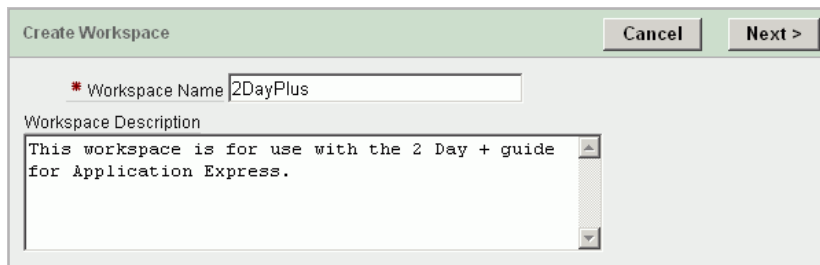 Create Workspace
Cancel
Next >
* Workspace Name 2DayPlus
Workspace Description
This workspace is for use with the 2 Day + guide
for Application Express.